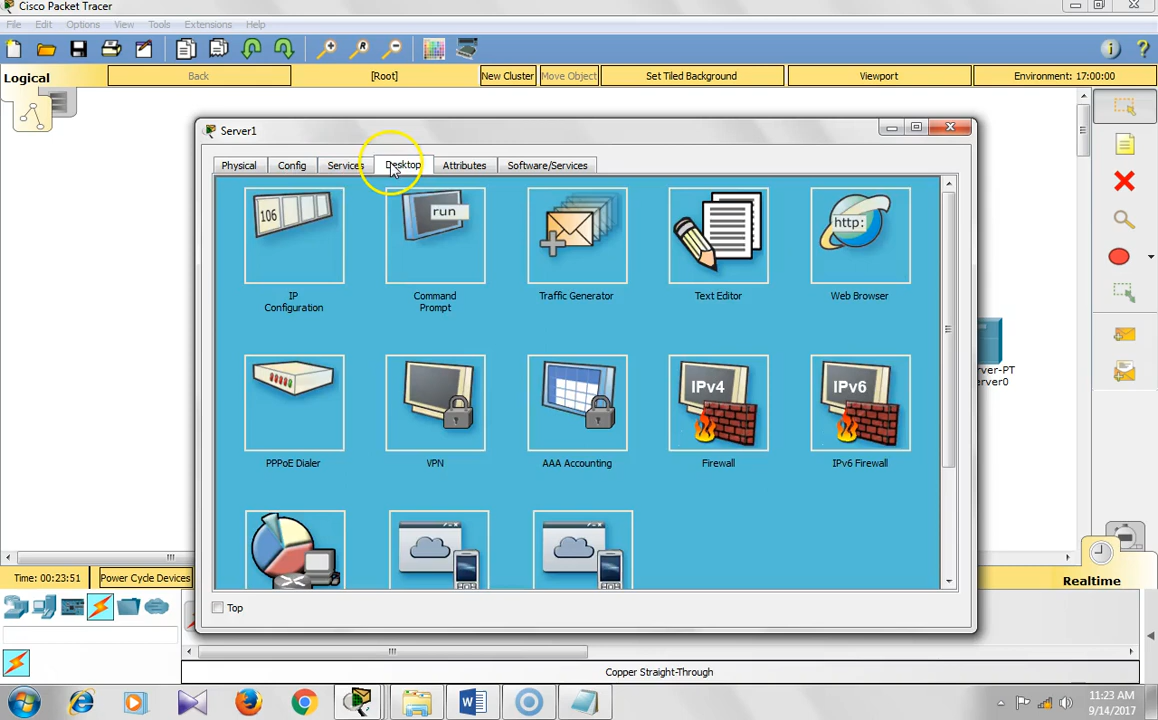 Cisco Packet Tracer
File Edit Options View Tools Extensions Help
Logical
Back
[Root]
New Cluster
Move Object
Set Tiled Background
Viewport
Environment: 17:00:00
Server1
Physical
Config
Services
Desktop
Attributes
Software/Services
106
run
http:
IP
Configuration
Command
Prompt
Traffic Generator
Text Editor
Web Browser
IPv4
IPv6
PPPoE Dialer
VPN
AAA Accounting
Firewall
IPv6 Firewall
erver-PT
erver0
Top
Time: 00:23:51
Power Cycle Devices
Realtime
Copper Straight-Through
11:23 AM
9/14/2017